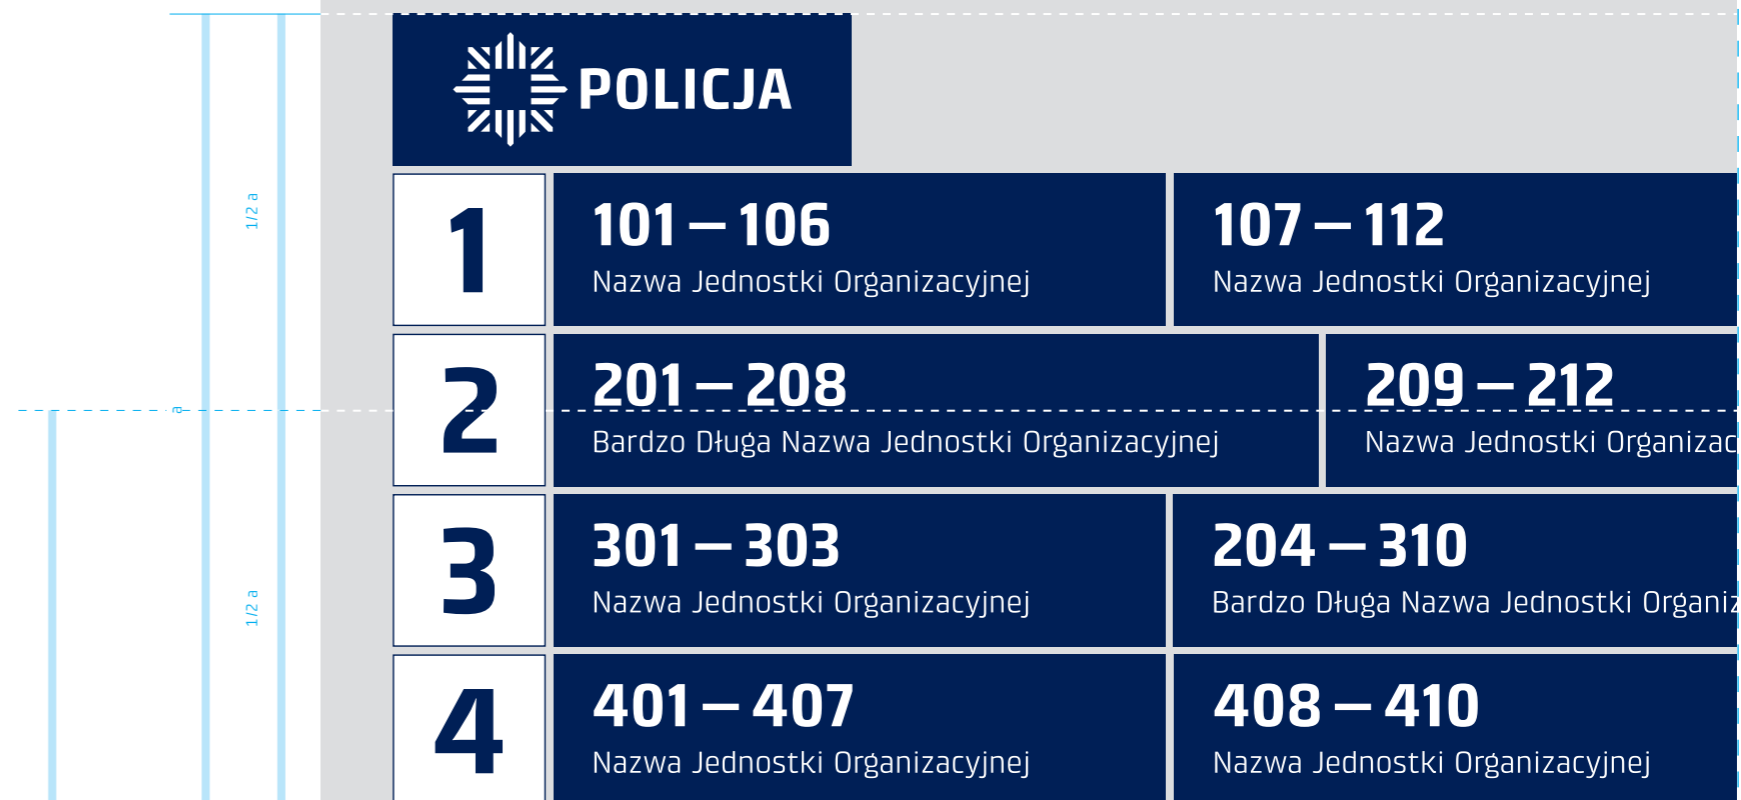 POLICJA
1/2 a
1
101 — 106
107 — 112
Nazwa Jednostki Organizacyjnej
Nazwa Jednostki Organizacyjnej
a
2
201 — 208
209 — 212
Bardzo Długa Nazwa Jednostki Organizacyjnej
Nazwa Jednostki Organizac
1/2 a
3
301 — 303
204 — 310
Nazwa Jednostki Organizacyjnej
Bardzo Długa Nazwa Jednostki Organiz
4
401 — 407
408 — 410
Nazwa Jednostki Organizacyjnej
Nazwa Jednostki Organizacyjnej